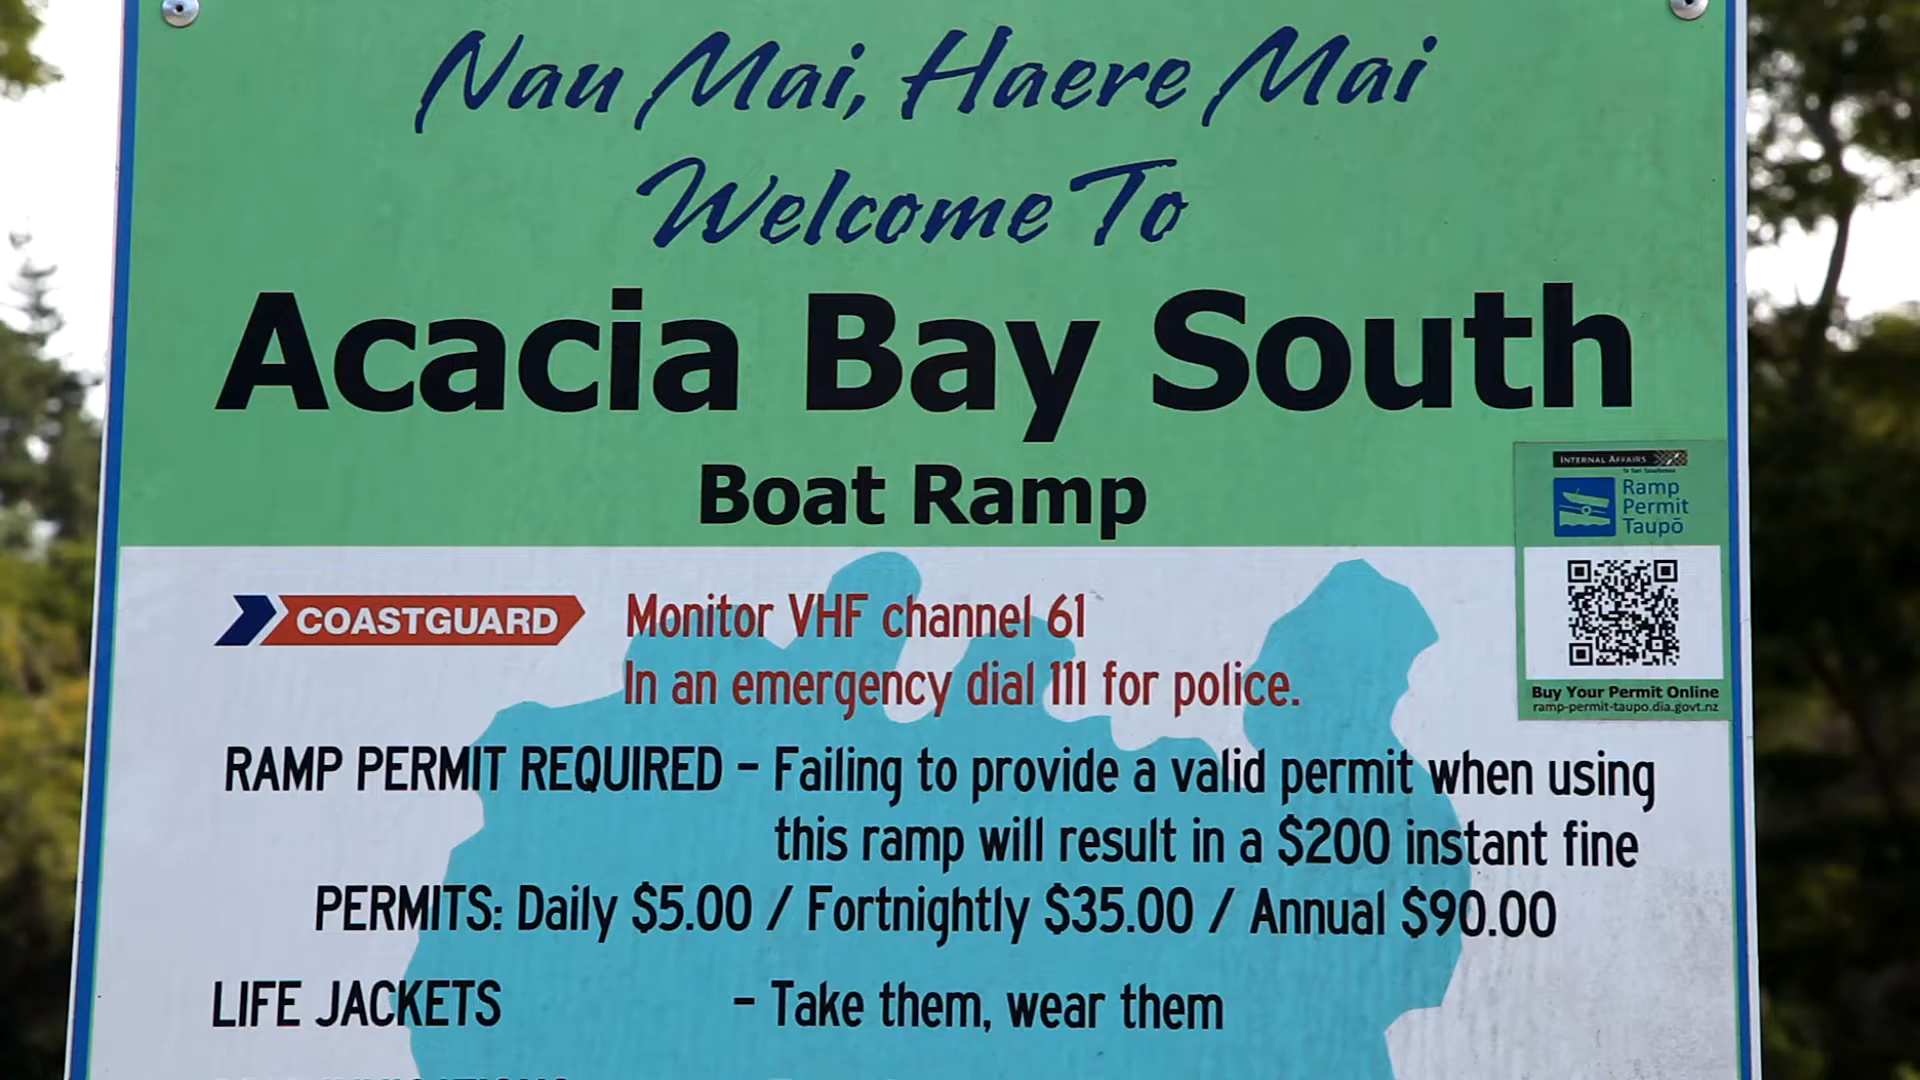 Nau Mai, Haere Mai
Welcome To
Acacia Bay South
Boat Ramp
INTERNAL AFFAIRS
Te Tari Taiwhenua
Ramp
Permit
Taupō
Buy Your Permit Online
ramp-permit-taupo.dia.govt.nz
COASTGUARD
Monitor VHF channel 61
In an emergency dial 111 for police.
RAMP PERMIT REQUIRED – Failing to provide a valid permit when using
this ramp will result in a $200 instant fine
PERMITS: Daily $5.00 / Fortnightly $35.00 / Annual $90.00
LIFE JACKETS – Take them, wear them